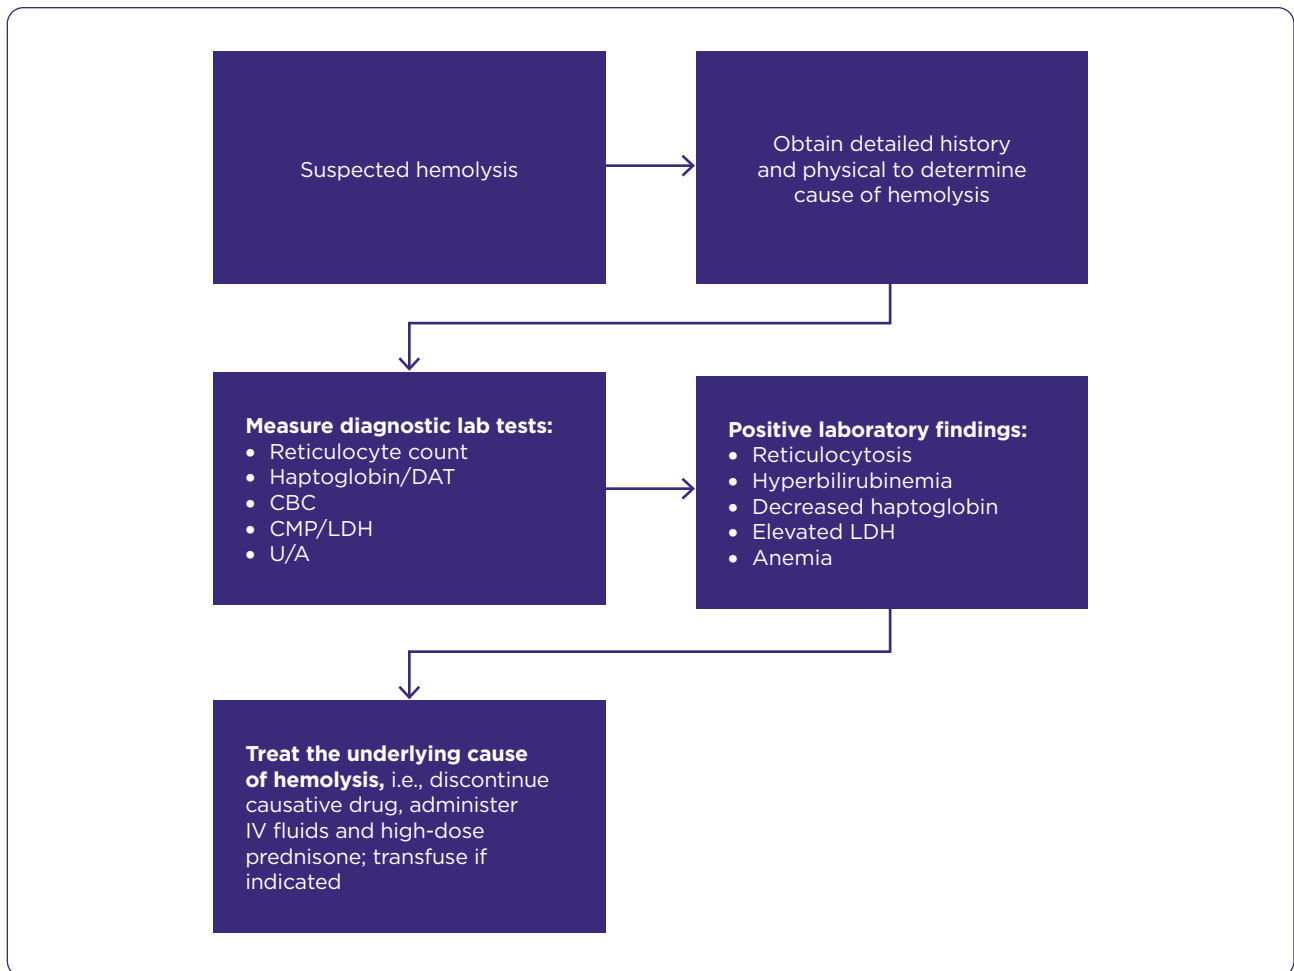 Suspected hemolysis
Obtain detailed history
and physical to determine
cause of hemolysis
Measure diagnostic lab tests:
• Reticulocyte count
• Haptoglobin/DAT
• CBC
• CMP/LDH
• U/A
Positive laboratory findings:
• Reticulocytosis
• Hyperbilirubinemia
• Decreased haptoglobin
• Elevated LDH
• Anemia
Treat the underlying cause
of hemolysis, i.e., discontinue
causative drug, administer
IV fluids and high-dose
prednisone; transfuse if
indicated